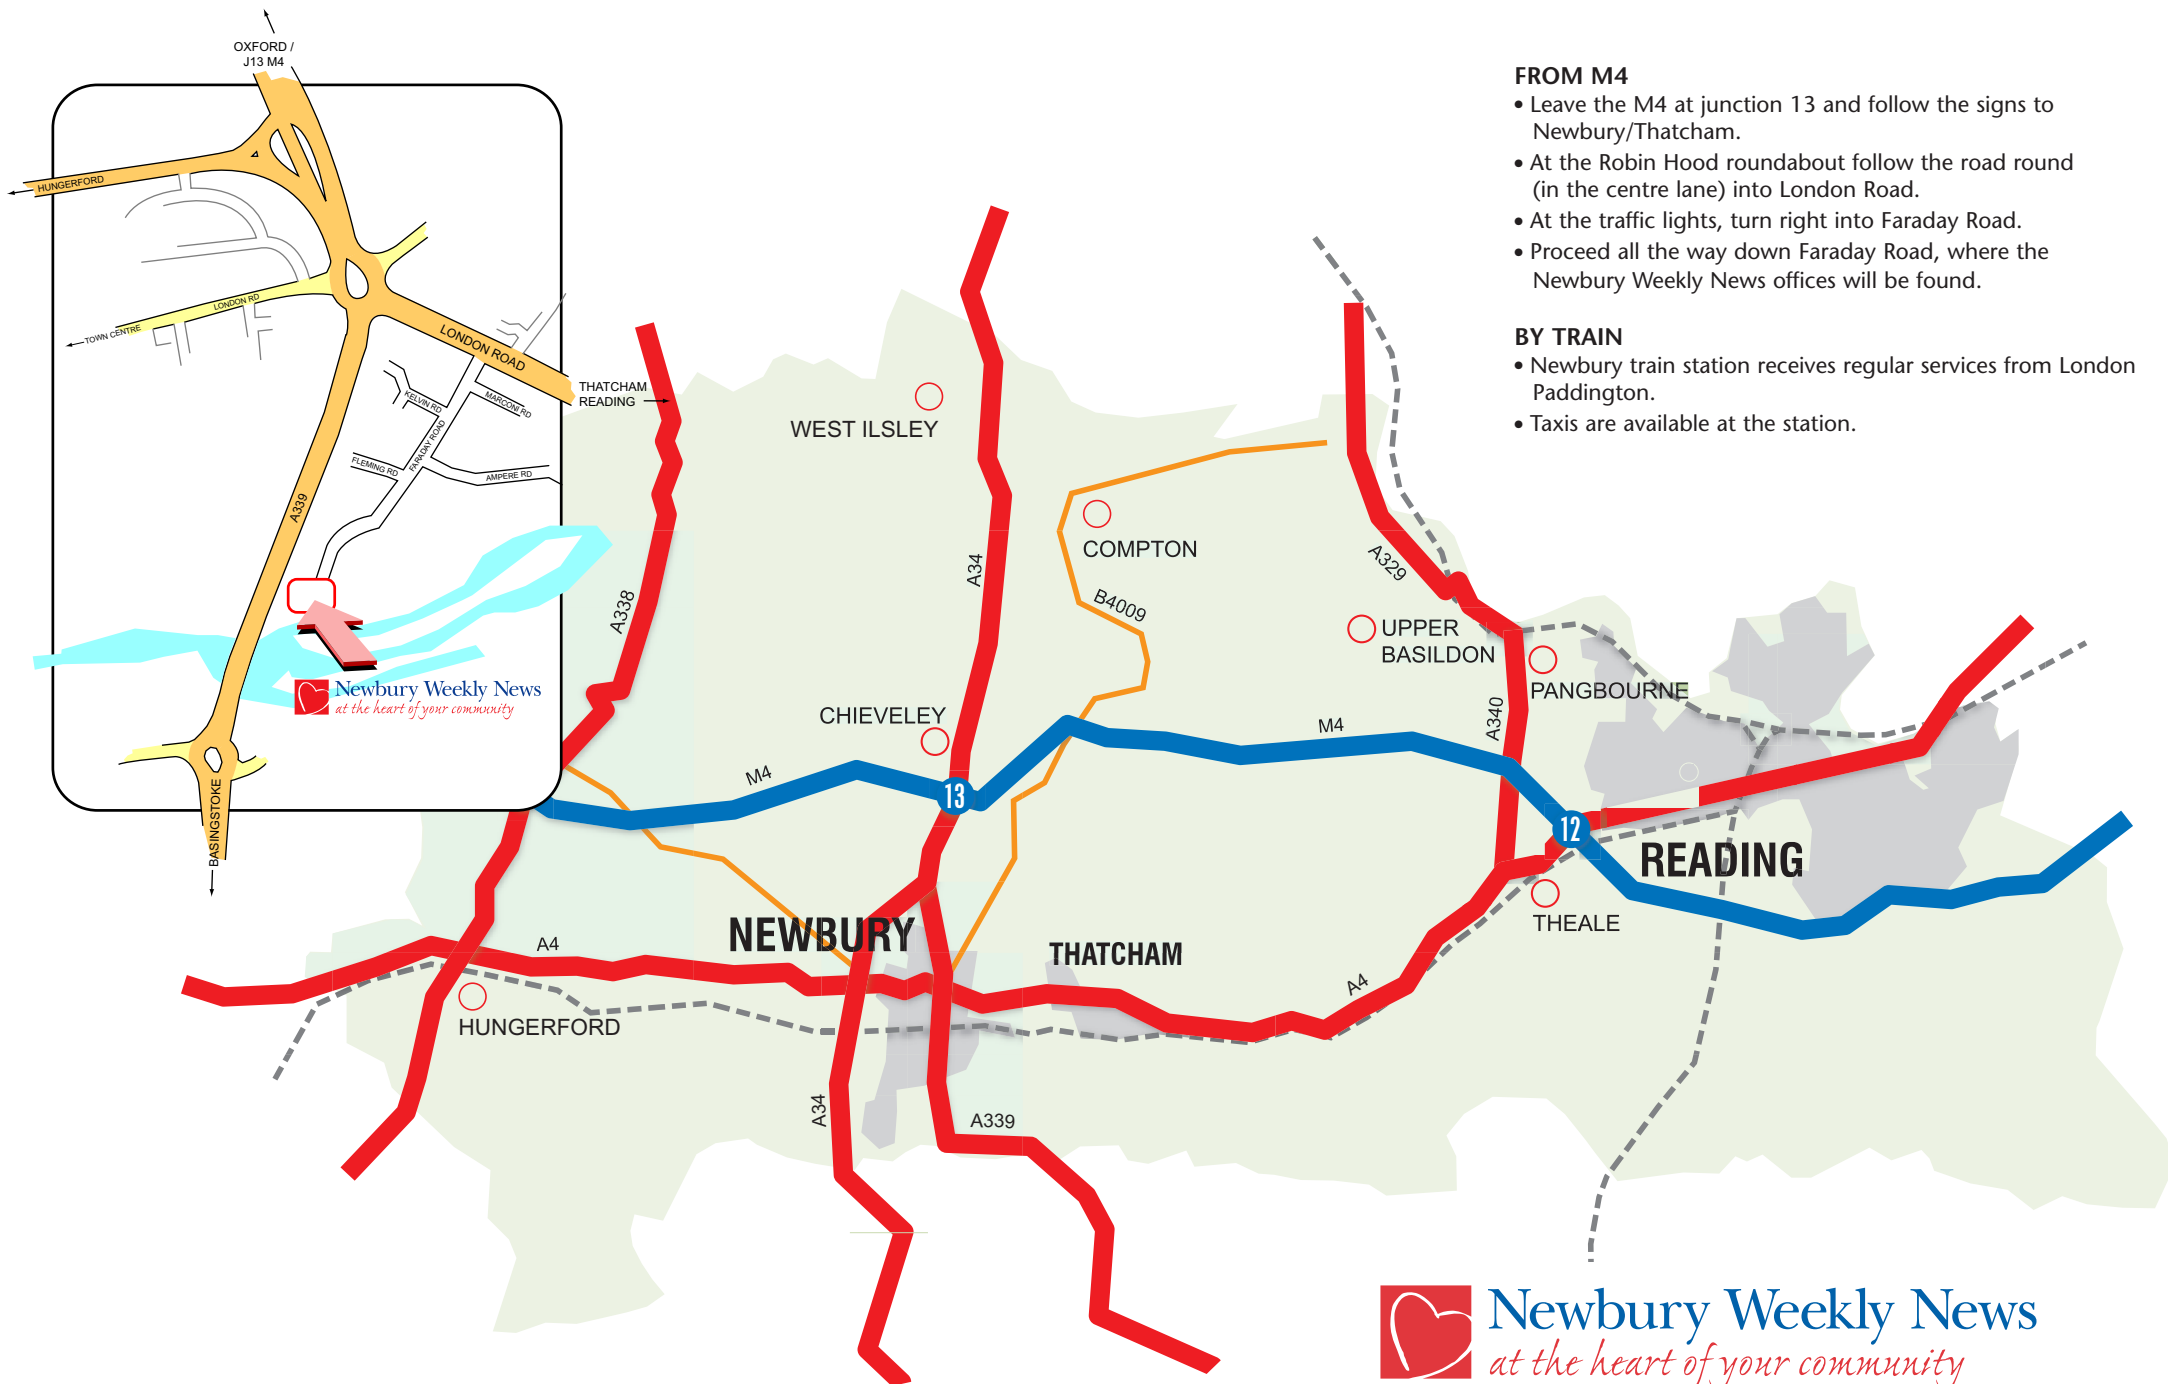 OXFORD /
J13 M4
HUNGERFORD
LONDON RD
TOWN CENTRE
LONDON ROAD
THATCHAM
READING
KELVIN RD
MARCONI RD
FARADAY ROAD
FLEMING RD
AMPERE RD
A339
BASINGSTOKE
Newbury Weekly News
at the heart of your community
FROM M4
• Leave the M4 at junction 13 and follow the signs to
Newbury/Thatcham.
• At the Robin Hood roundabout follow the road round
(in the centre lane) into London Road.
• At the traffic lights, turn right into Faraday Road.
• Proceed all the way down Faraday Road, where the
Newbury Weekly News offices will be found.
BY TRAIN
• Newbury train station receives regular services from London
Paddington.
• Taxis are available at the station.
WEST ILSLEY
COMPTON
A34
A338
B4009
A329
UPPER
BASILDON
PANGBOURNE
A340
CHIEVELEY
M4
M4
13
12
READING
THEALE
NEWBURY
THATCHAM
A4
A4
HUNGERFORD
A34
A339
Newbury Weekly News
at the heart of your community